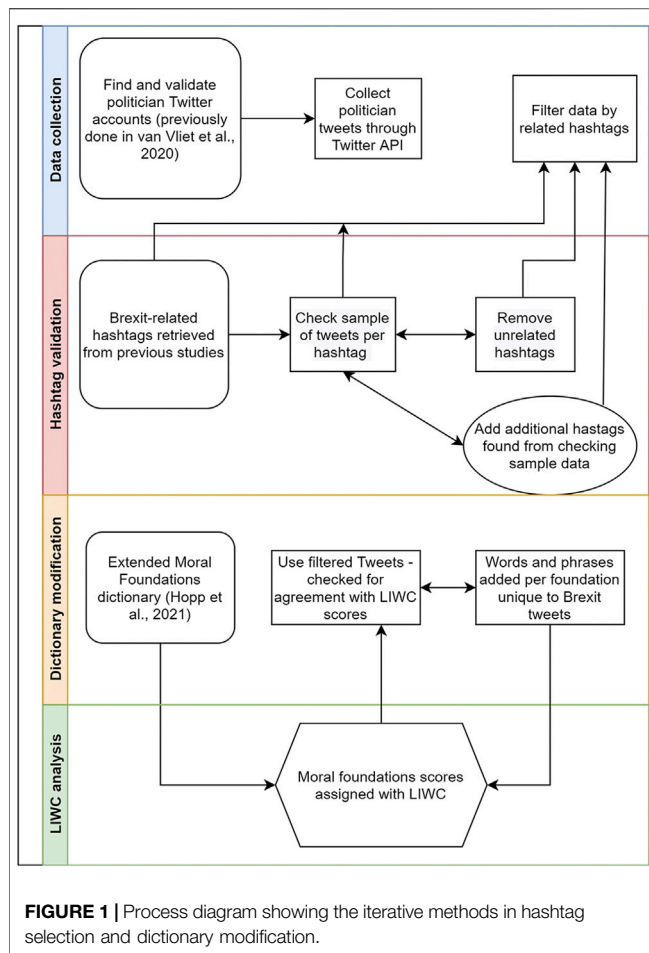 Data collection
Find and validate
politician Twitter
accounts (previously
done in van Vliet et al.,
2020)
Collect
politician
tweets through
Twitter API
Filter data by
related hashtags
Hashtag validation
Brexit-related
hashtags retrieved
from previous studies
Check sample
of tweets per
hashtag
Remove
unrelated
hashtags
Add additional hastags
found from checking
sample data
Dictionary modification
Extended Moral
Foundations
dictionary (Hopp
et al., 2021)
Use filtered Tweets -
checked for
agreement with LIWC
scores
Words and phrases
added per foundation
unique to Brexit
tweets
LIWC analysis
Moral foundations scores
assigned with LIWC
FIGURE 1 | Process diagram showing the iterative methods in hashtag
selection and dictionary modification.